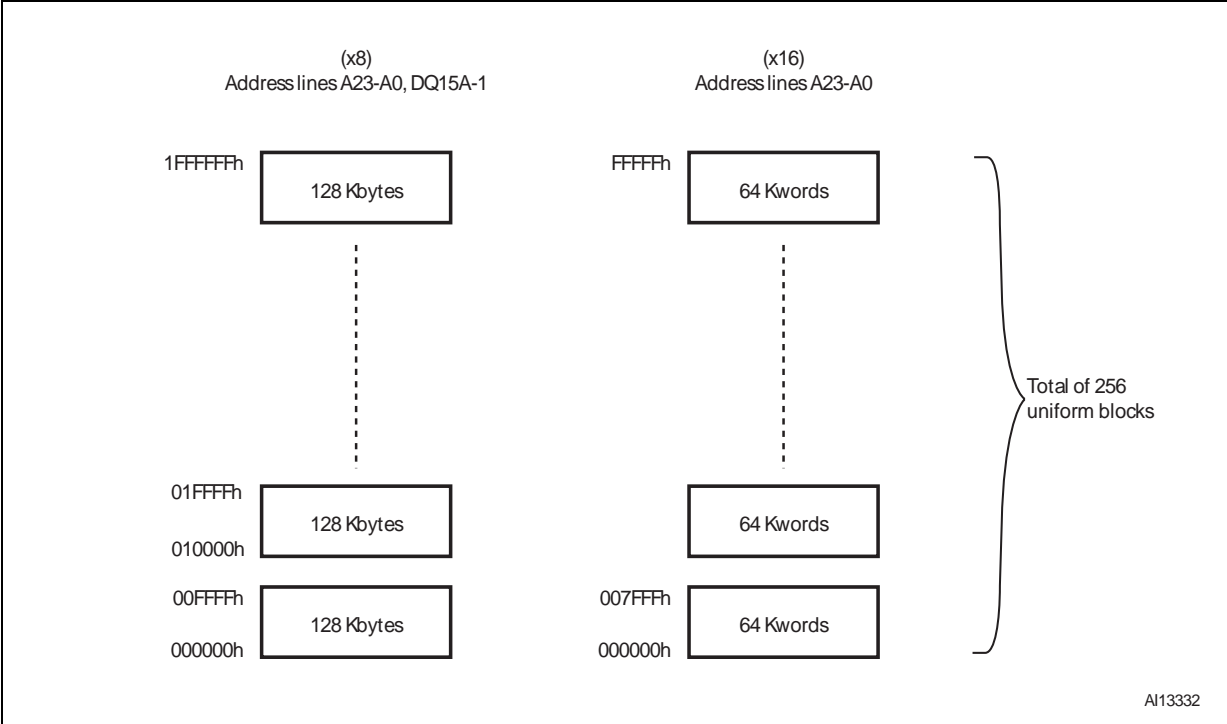 (x8)
Address lines A23-A0, DQ15A-1
(x16)
Address lines A23-A0
1FFFFFFh
128 Kbytes
FFFFFh
64 Kwords
Total of 256
uniform blocks
01FFFFh
128 Kbytes
010000h
64 Kwords
00FFFFh
128 Kbytes
000000h
007FFFh
64 Kwords
000000h
AI13332